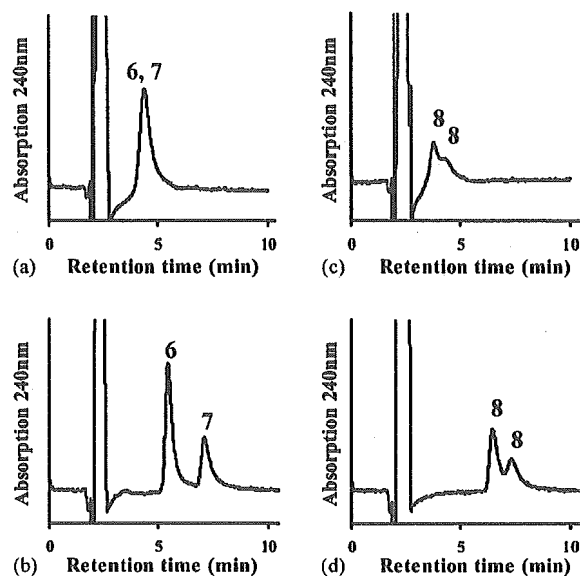 Absorption 240nm
6, 7
0 5 10
(a) Retention time (min)
Absorption 240nm
8
8
0 5 10
(c) Retention time (min)
Absorption 240nm
6
7
0 5 10
(b) Retention time (min)
Absorption 240nm
8
8
0 5 10
(d) Retention time (min)